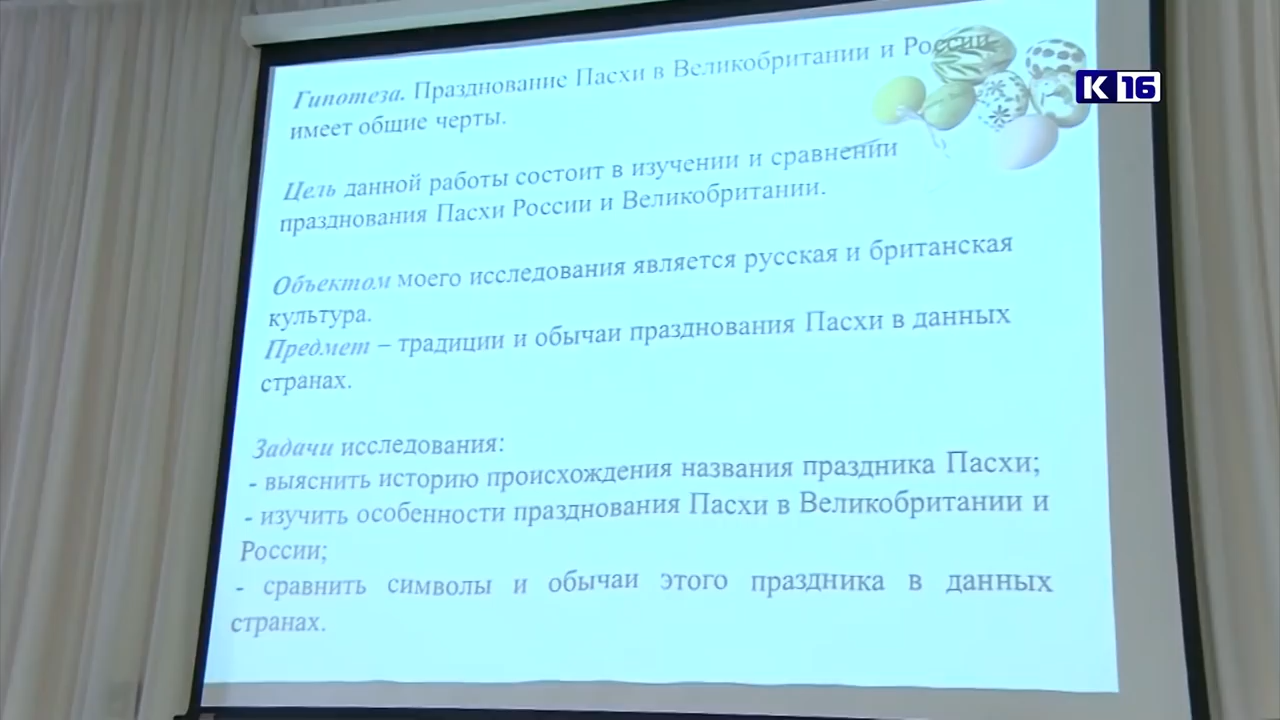 Гипотеза. Празднование Пасхи в Великобритании и России
имеет общие черты.
Цель данной работы состоит в изучении и сравнении
празднования Пасхи России и Великобритании.
Объектом моего исследования является русская и британская
культура.
Предмет – традиции и обычаи празднования Пасхи в данных
странах.
Задачи исследования:
- выяснить историю происхождения названия праздника Пасхи;
- изучить особенности празднования Пасхи в Великобритании и
России;
- сравнить символы и обычаи этого праздника в данных
странах.
К 16